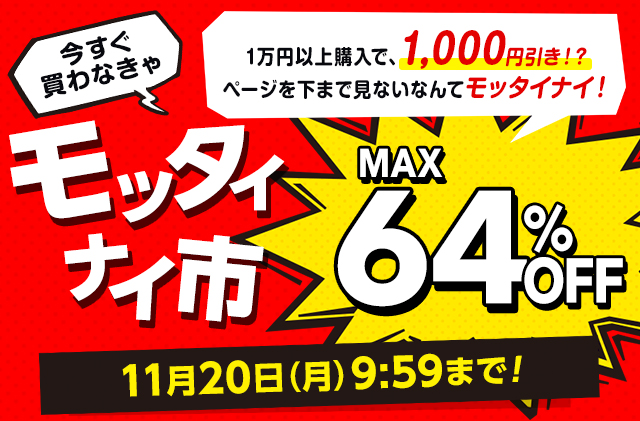 今すぐ
買わなきゃ
1万円以上購入で、1,000円引き!?
ページを下まで見ないなんてモッタイナイ!
モッタイ
ナイ市
MAX
64%OFF
11月20日(月)9:59まで!